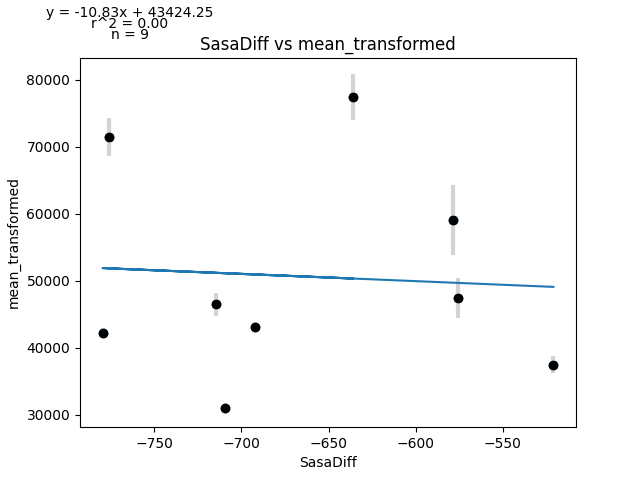 y = -10.83x + 43424.25
r^2 = 0.00
n = 9
SasaDiff vs mean_transformed
80000
70000
60000
50000
40000
30000
mean_transformed
−750
−700
−650
−600
−550
SasaDiff